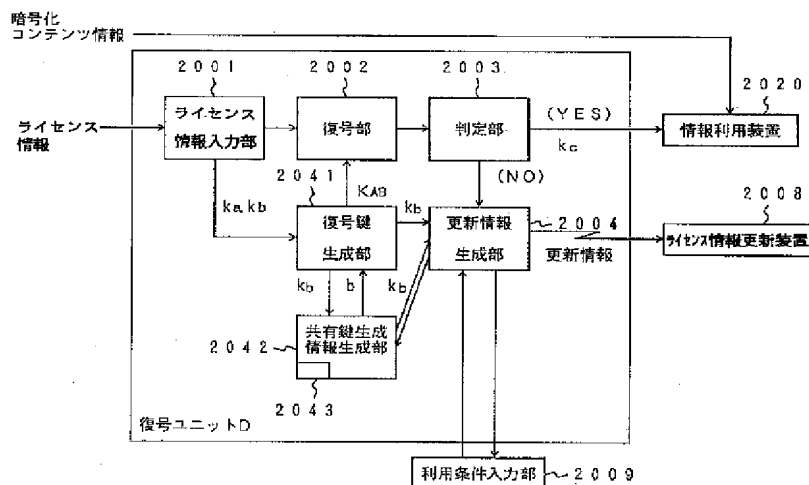 暗号化
コンテンツ情報
2001
2002
2003
2020
ライセンス
情報
ライセンス
情報入力部
復号部
判定部
(YES)
kc
情報利用装置
2041
KAB
(NO)
2008
ka,kb
復号鍵
生成部
kb
更新情報
生成部
2004
更新情報
ライセンス情報更新装置
kb
b
kb
共有鍵生成
情報生成部
2042
2043
復号ユニットD
利用条件入力部
2009